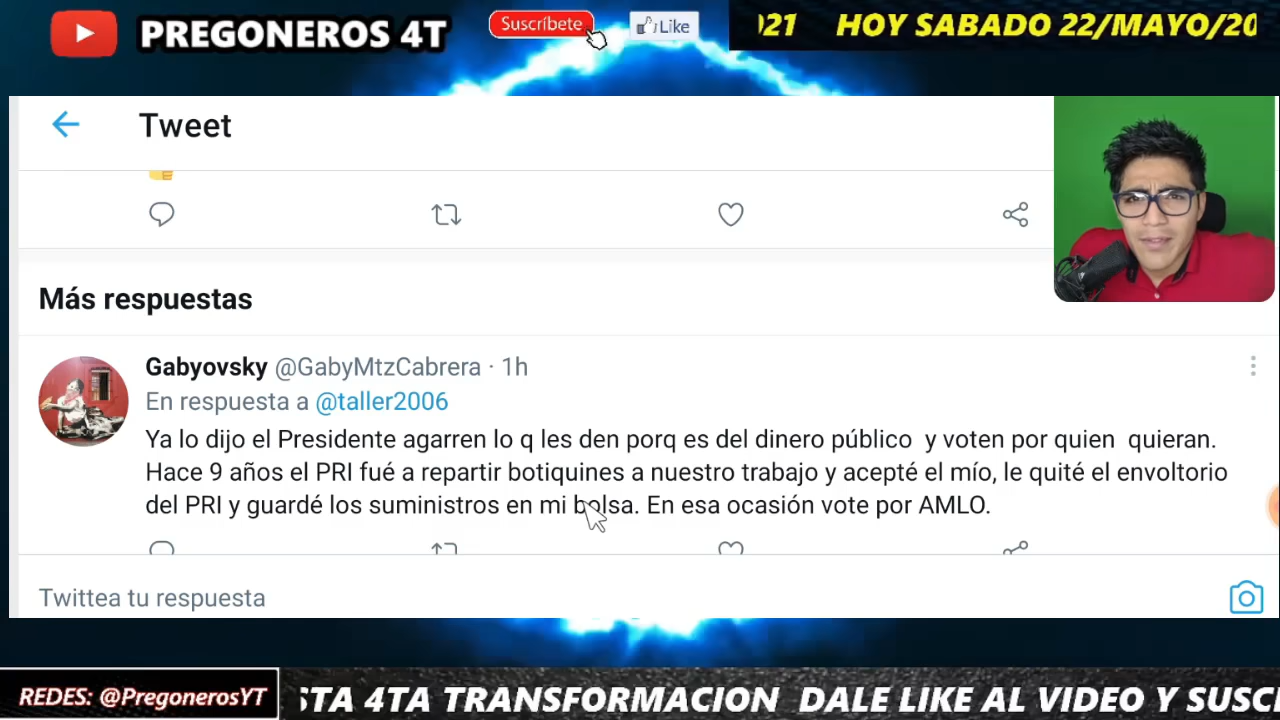 PREGONEROS 4T
Suscríbete
Like
021 HOY SABADO 22/MAYO/20
Tweet
Más respuestas
Gabyovsky @GabyMtzCabrera · 1h
En respuesta a @taller2006
Ya lo dijo el Presidente agarren lo q les den porq es del dinero público y voten por quien quieran.
Hace 9 años el PRI fué a repartir botiquines a nuestro trabajo y acepté el mío, le quité el envoltorio
del PRI y guardé los suministros en mi bolsa. En esa ocasión vote por AMLO.
Twittea tu respuesta
REDES: @PregonerosYT
STA 4TA TRANSFORMACION DALE LIKE AL VIDEO Y SUSC